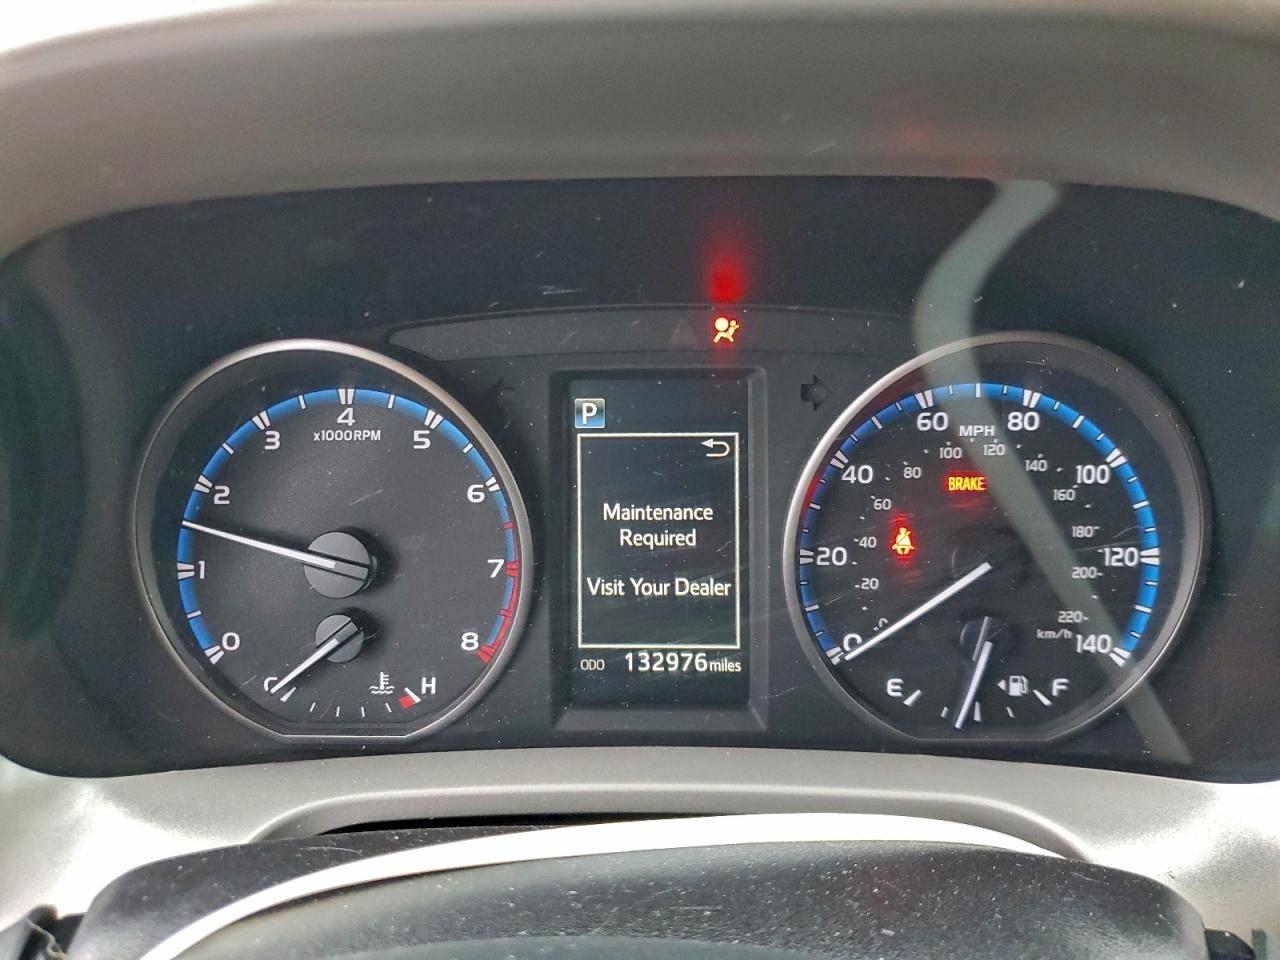 4
3
5
x1000RPM
2
6
1
7
0
8
C
H
P
Maintenance
Required
Visit Your Dealer
ODO 132976 miles
60 MPH 80
100 120
80 140
40 BRAKE 100
60 160
180
40
20 120
20 200
220
0 0 km/h 140
E F